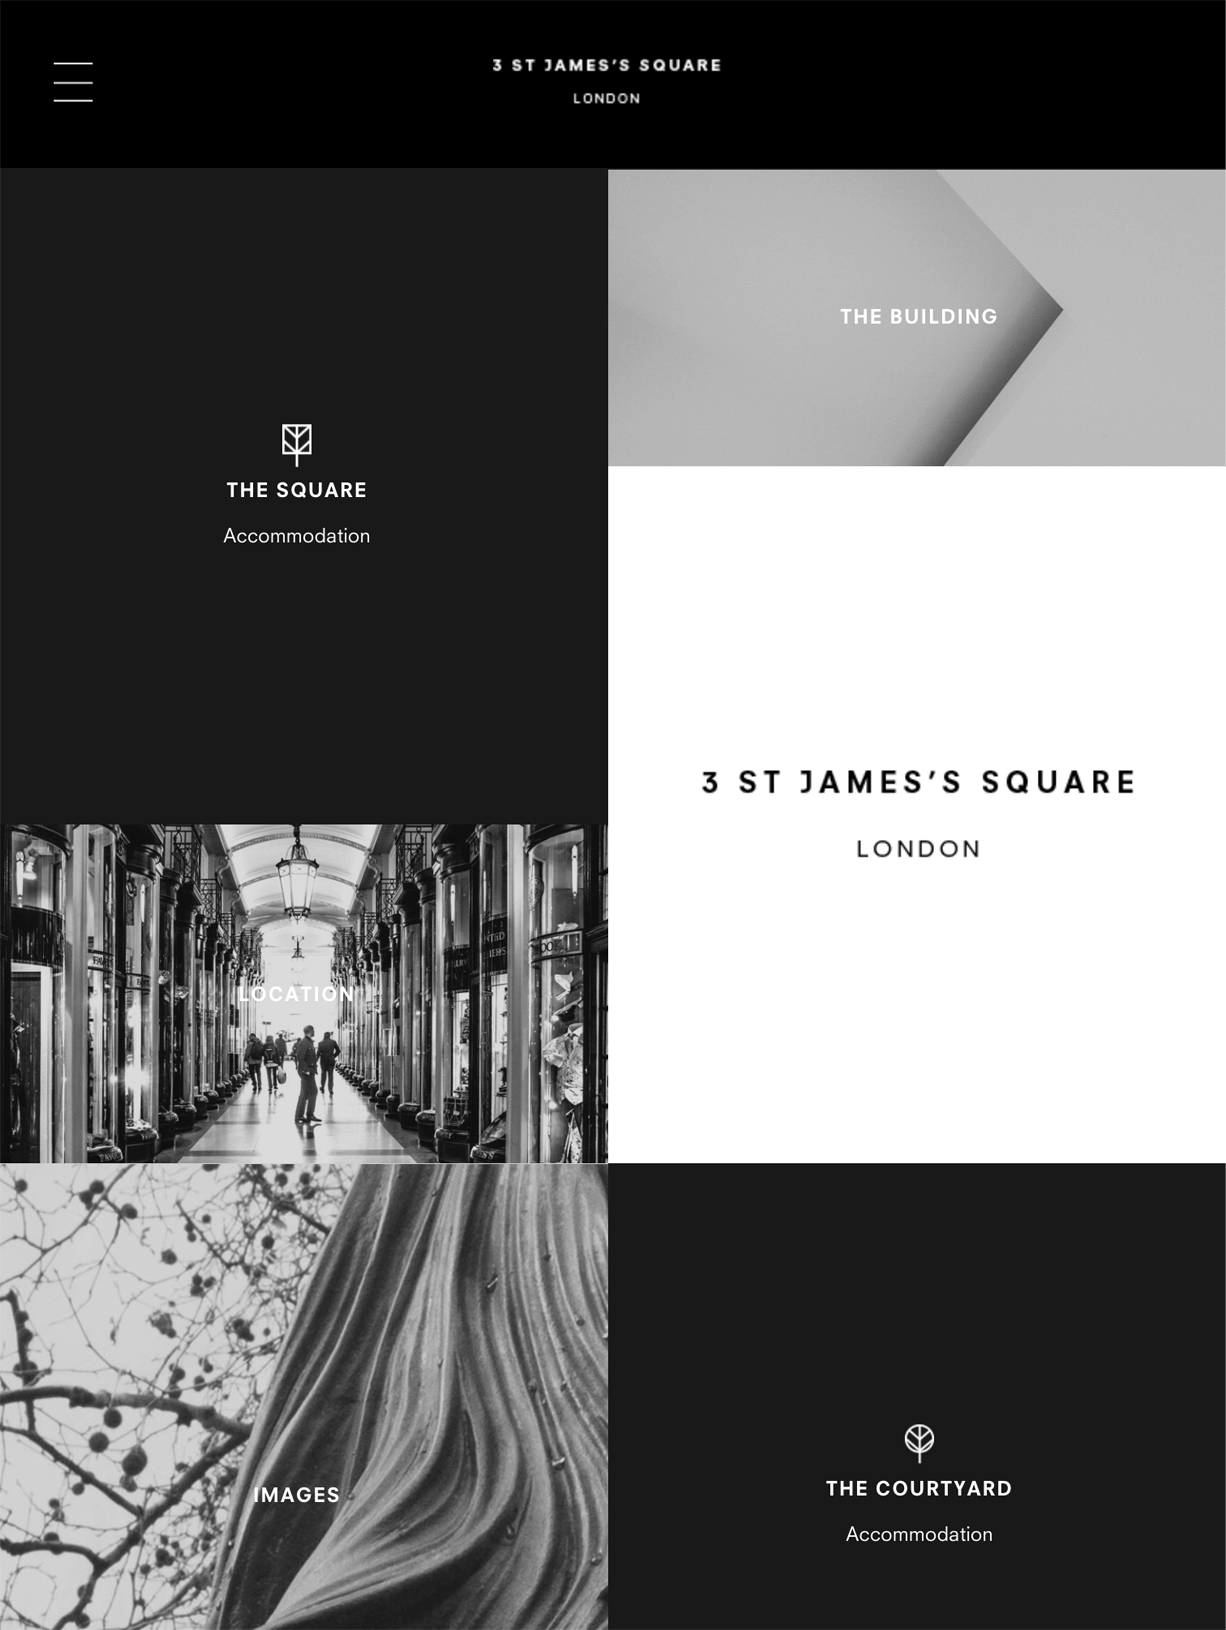 3 ST JAMES’S SQUARE
LONDON
THE BUILDING
THE SQUARE
Accommodation
3 ST JAMES’S SQUARE
LONDON
LOCATION
IMAGES
THE COURTYARD
Accommodation